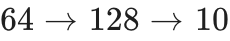 64 → 128 → 10